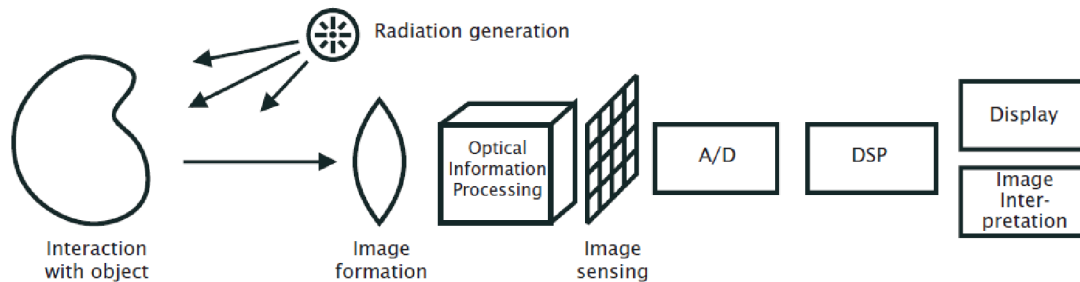 Radiation generation
Optical
Information
Processing
A/D
DSP
Display
Image
Inter-
pretation
Interaction
with object
Image
formation
Image
sensing